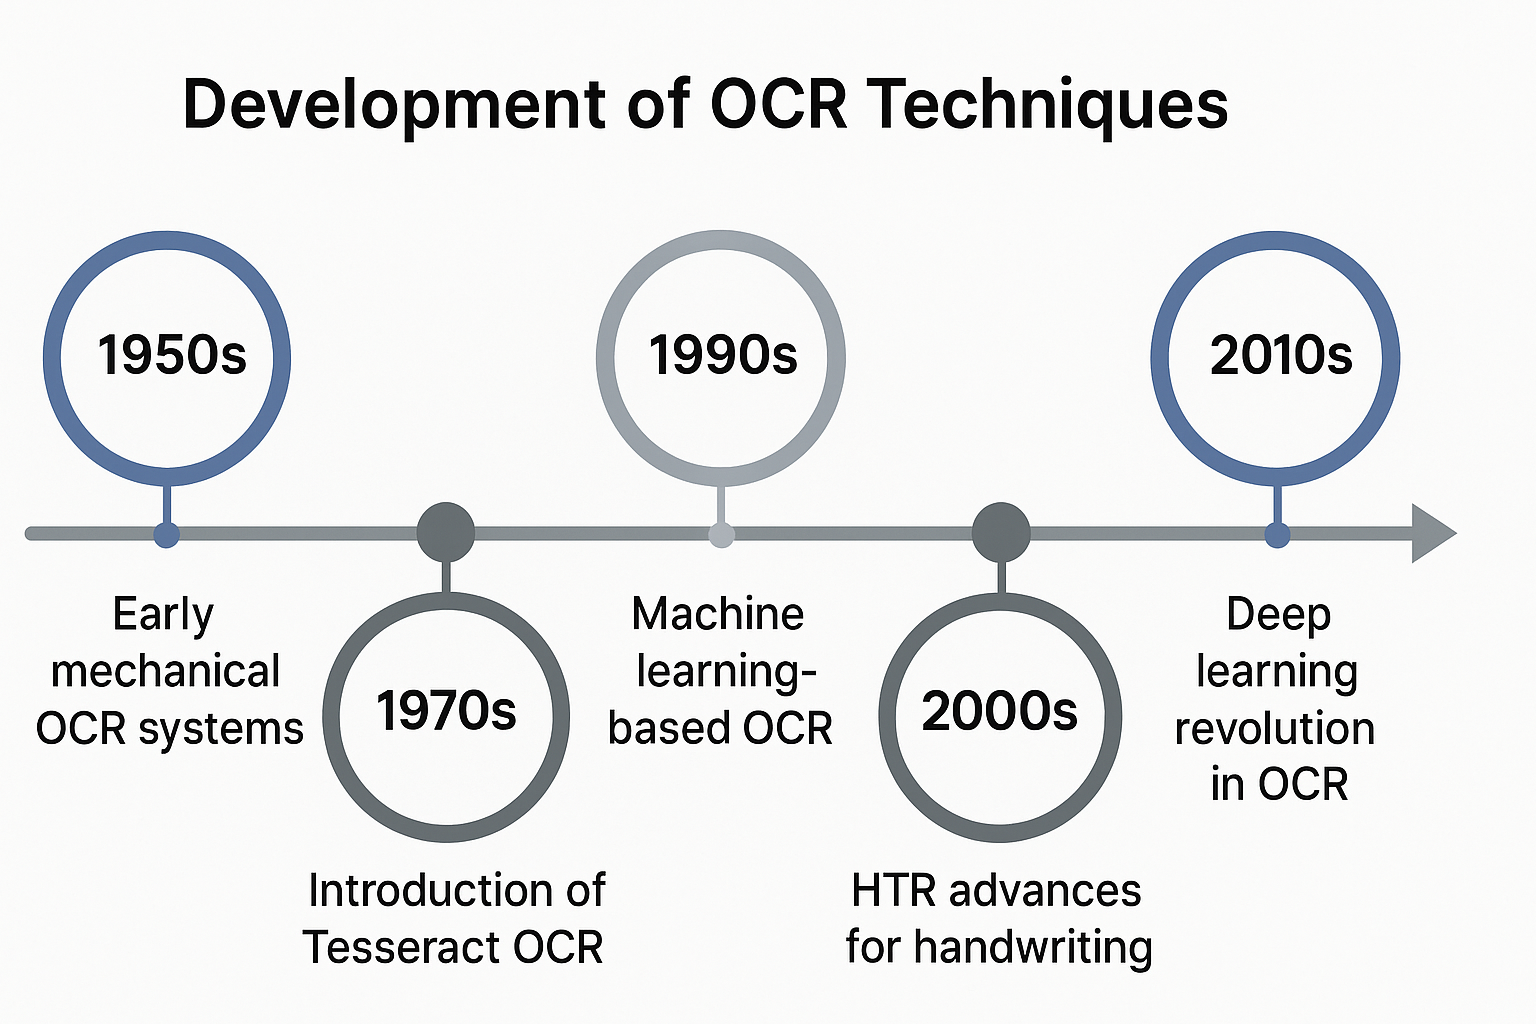 Development of OCR Techniques
1950s
Early
mechanical
OCR systems
1970s
Introduction of
Tesseract OCR
1990s
Machine
learning-
based OCR
2000s
HTR advances
for handwriting
2010s
Deep
learning
revolution
in OCR